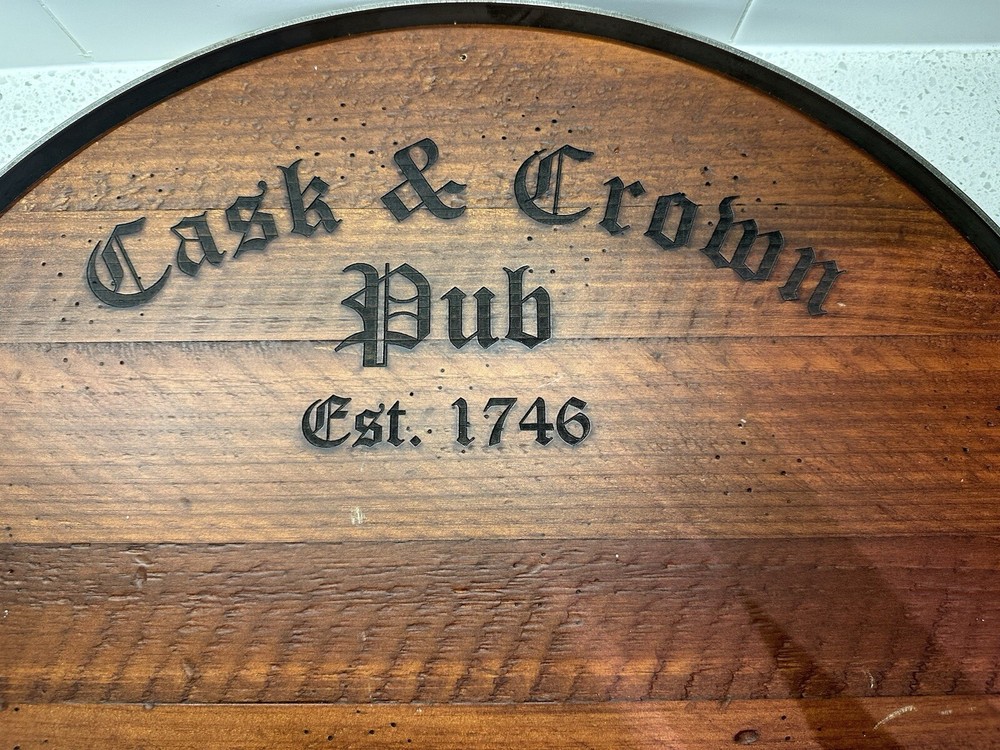 Cask & Crown
Pub
Est. 1746